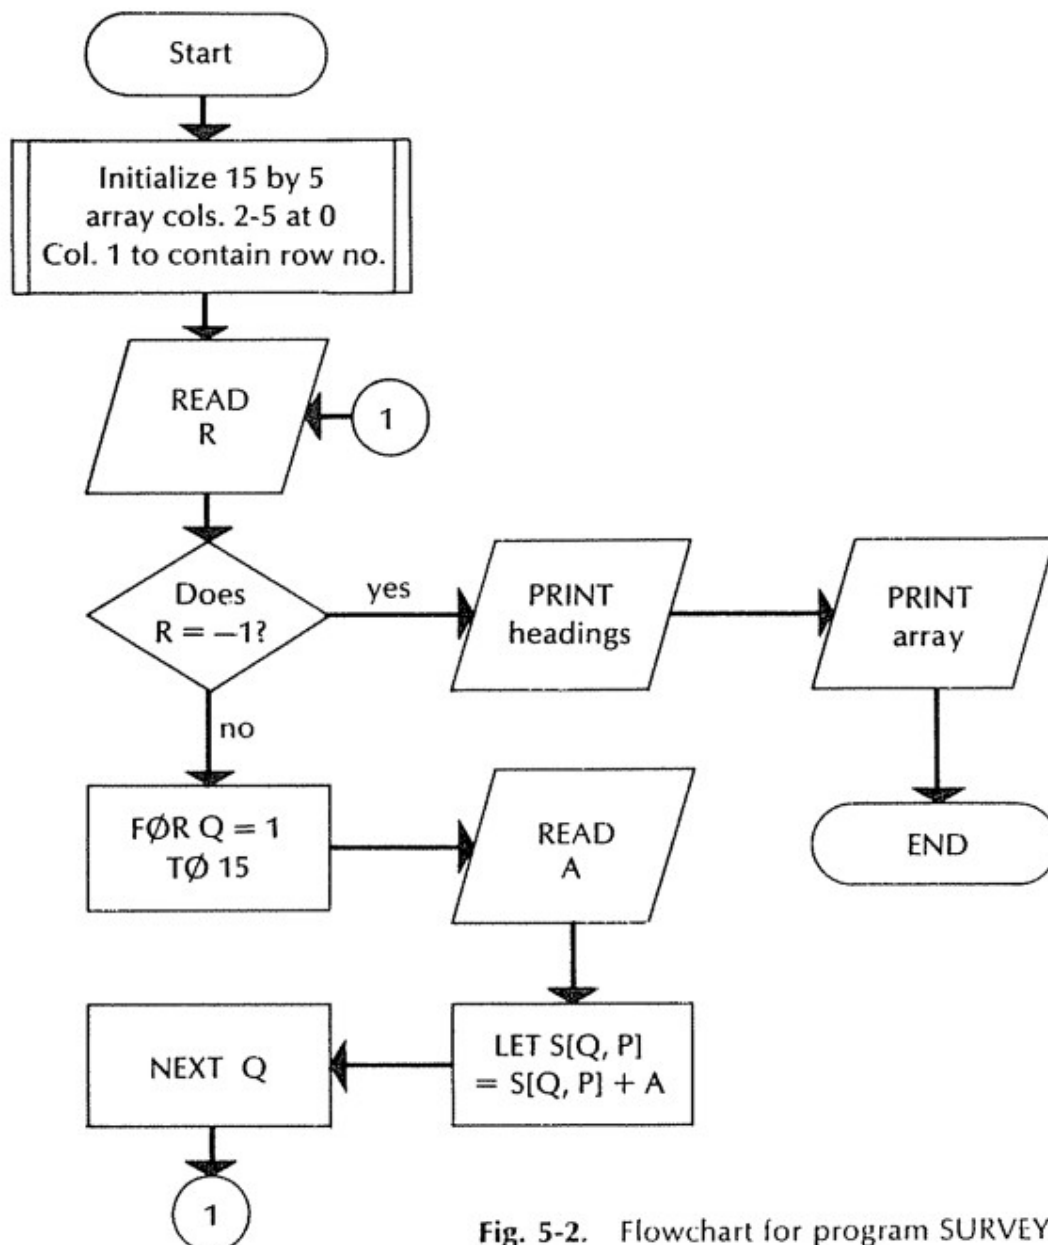 Start
Initialize 15 by 5
array cols. 2-5 at 0
Col. 1 to contain row no.
READ
R
1
Does
R = −1?
yes
PRINT
headings
PRINT
array
no
FØR Q = 1
TØ 15
READ
A
END
NEXT Q
LET S[Q, P]
= S[Q, P] + A
1
Fig. 5-2. Flowchart for program SURVEY